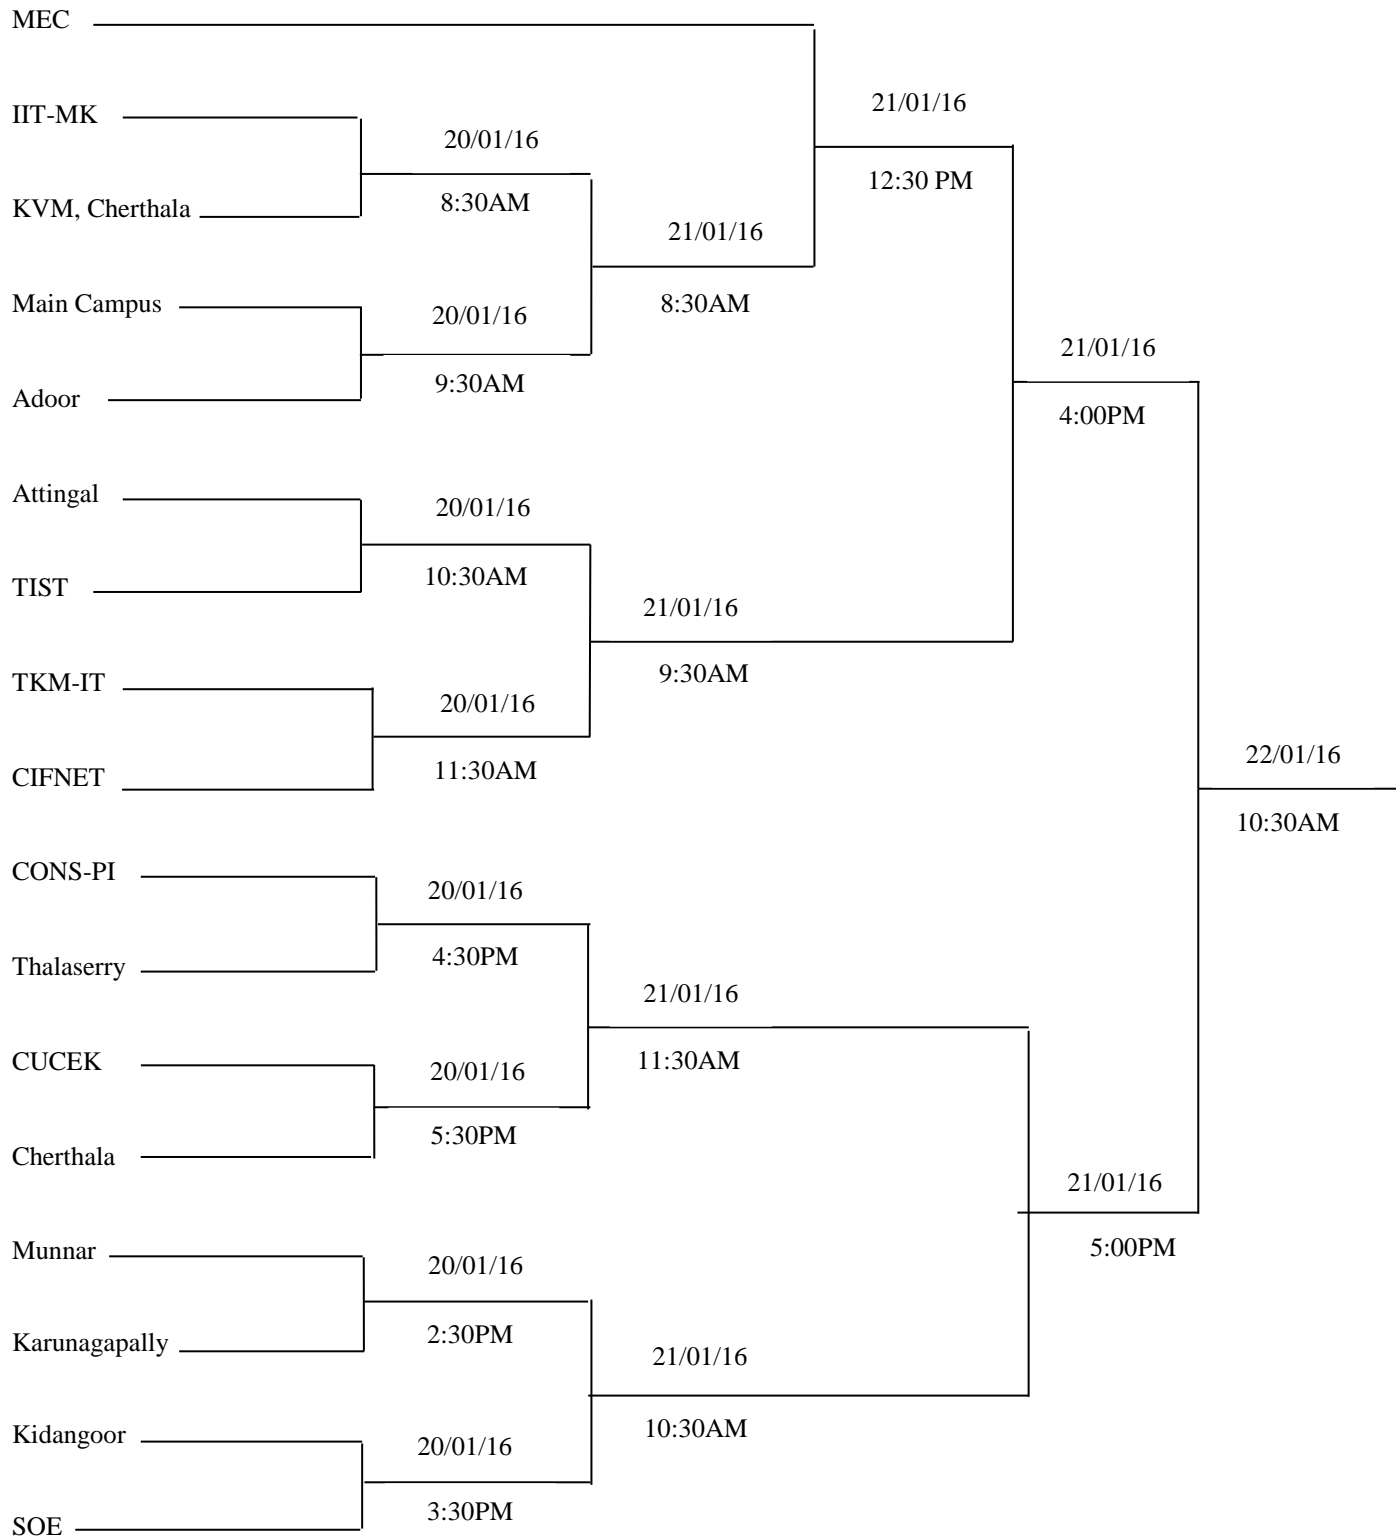 MEC
21/01/16
IIT-MK
20/01/16
12:30 PM
8:30AM
KVM, Cherthala
21/01/16
Main Campus
8:30AM
20/01/16
21/01/16
9:30AM
Adoor
4:00PM
Attingal
20/01/16
10:30AM
TIST
21/01/16
9:30AM
TKM-IT
20/01/16
22/01/16
11:30AM
CIFNET
10:30AM
CONS-PI
20/01/16
4:30PM
Thalaserry
21/01/16
CUCEK
11:30AM
20/01/16
5:30PM
Cherthala
21/01/16
Munnar
5:00PM
20/01/16
2:30PM
Karunagapally
21/01/16
10:30AM
Kidangoor
20/01/16
3:30PM
SOE